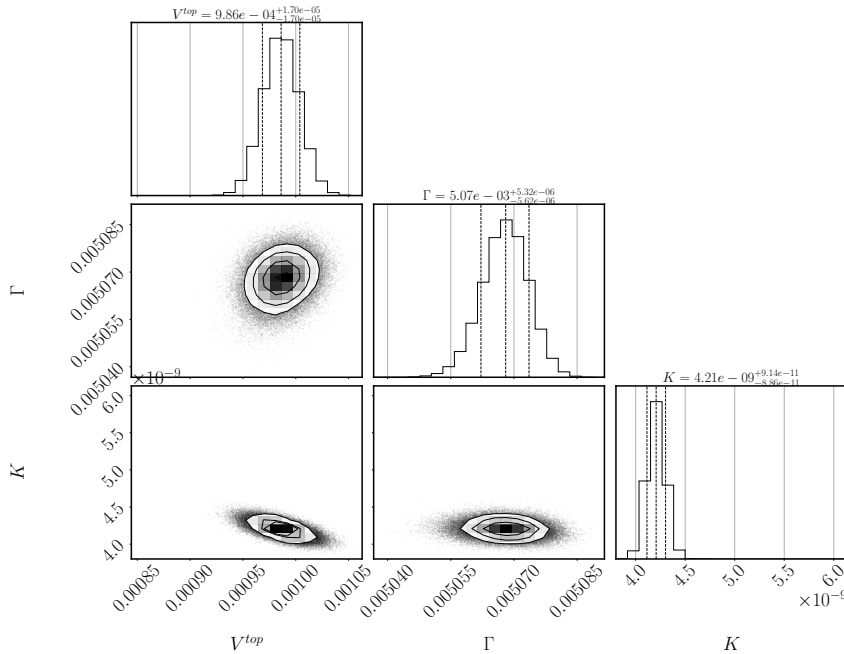 V^{top} = 9.86e − 04^{+1.70e−05}_{−1.70e−05}
Γ = 5.07e − 03^{+5.32e−06}_{−5.62e−06}
0.005085
0.005070
0.005055
0.005040
Γ
×10^{−9}
K = 4.21e − 09^{+9.14e−11}_{−8.86e−11}
6.0
5.5
5.0
4.5
4.0
K
0.00085 0.00090 0.00095 0.00100 0.00105
0.005040 0.005055 0.005070 0.005085
4.0 4.5 5.0 5.5 6.0
×10^{−9}
V^{top} Γ K